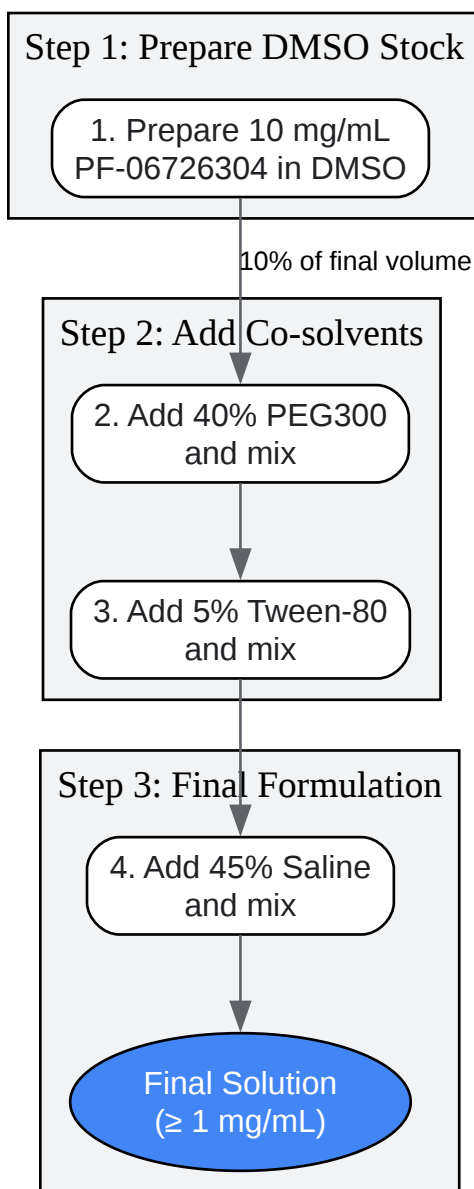 Step 1: Prepare DMSO Stock
1. Prepare 10 mg/mL
PF-06726304 in DMSO
10% of final volume
Step 2: Add Co-solvents
2. Add 40% PEG300
and mix
3. Add 5% Tween-80
and mix
Step 3: Final Formulation
4. Add 45% Saline
and mix
Final Solution
(≥ 1 mg/mL)